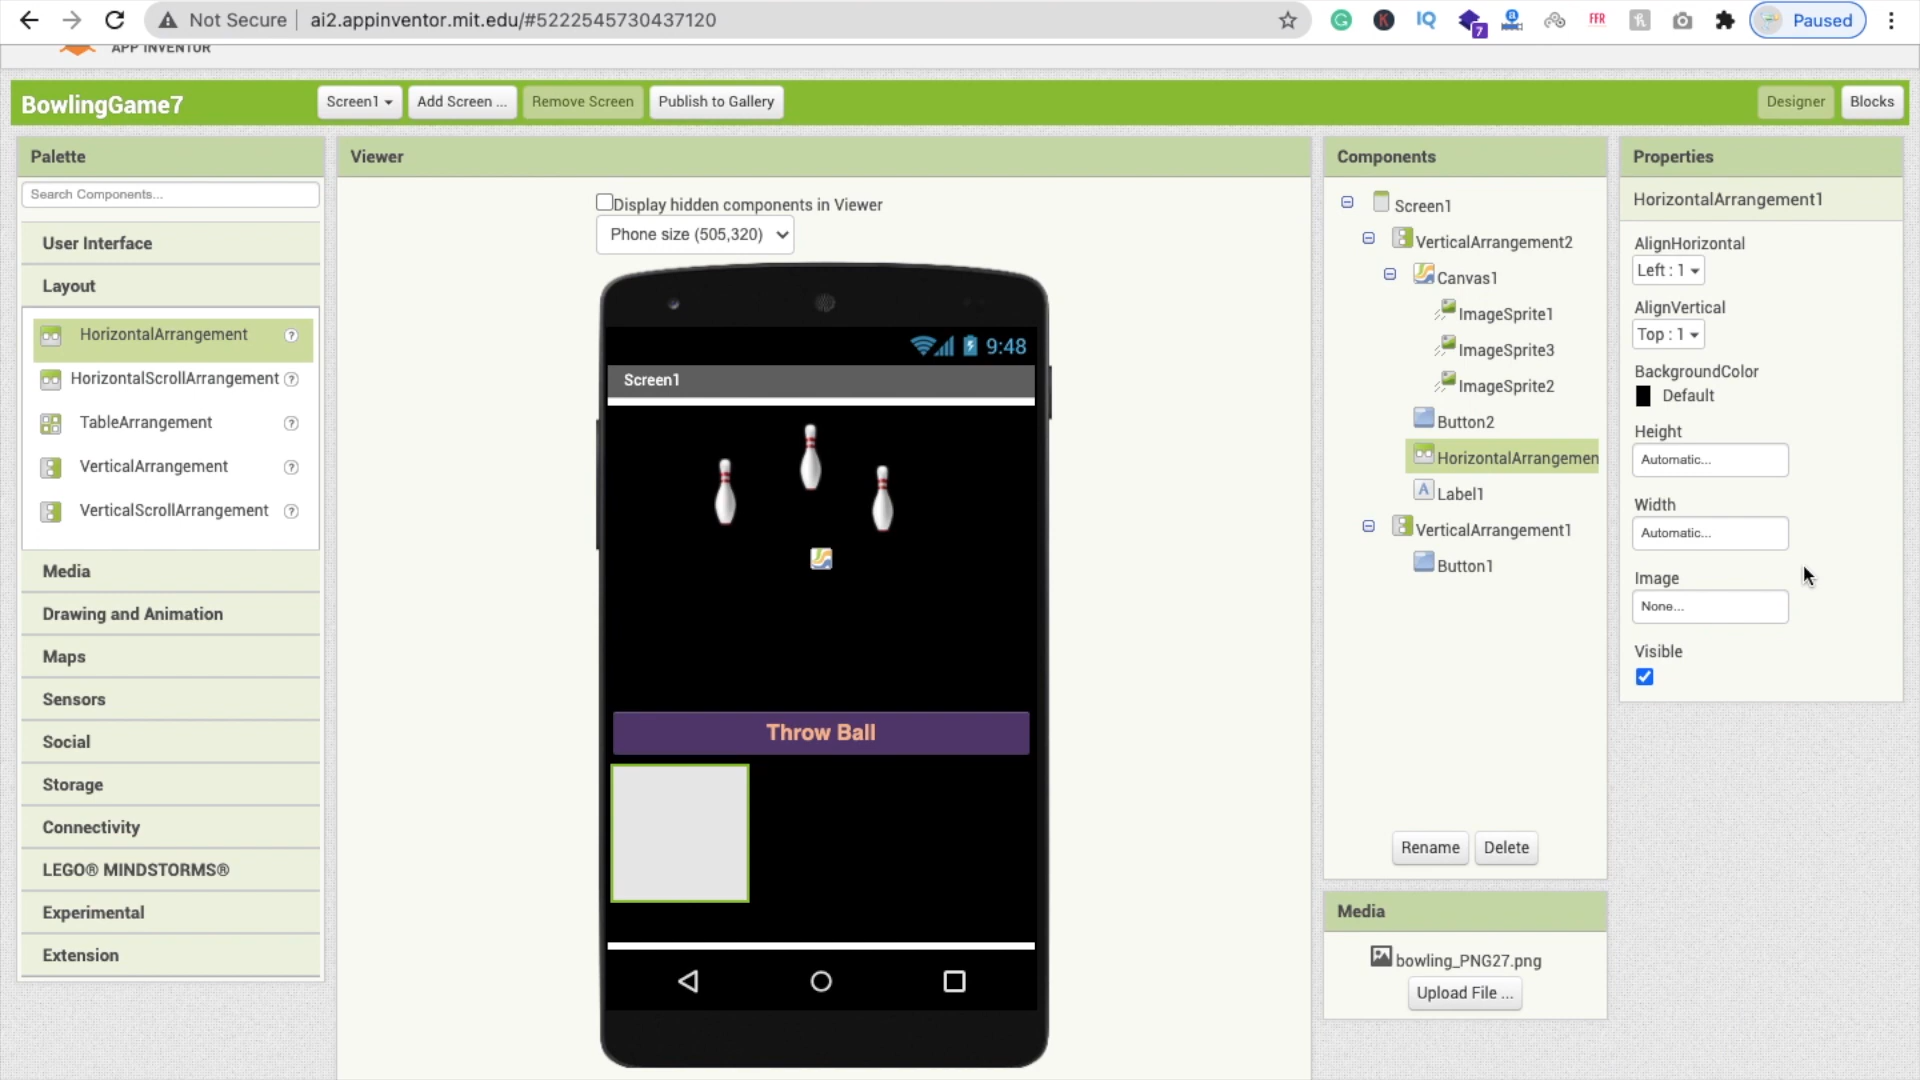 Not Secure
ai2.appinventor.mit.edu/#5222545730437120
7
FFR
Paused
APP INVENTOR
BowlingGame7
Screen1
Add Screen ...
Remove Screen
Publish to Gallery
Designer
Blocks
Palette
Search Components...
User Interface
Layout
HorizontalArrangement ?
HorizontalScrollArrangement ?
TableArrangement ?
VerticalArrangement ?
VerticalScrollArrangement ?
Media
Drawing and Animation
Maps
Sensors
Social
Storage
Connectivity
LEGO® MINDSTORMS®
Experimental
Extension
Viewer
Display hidden components in Viewer
Phone size (505,320)
9:48
Screen1
Throw Ball
Components
Screen1
VerticalArrangement2
Canvas1
ImageSprite1
ImageSprite3
ImageSprite2
Button2
HorizontalArrangemen
A Label1
VerticalArrangement1
Button1
Rename
Delete
Media
bowling_PNG27.png
Upload File ...
Properties
HorizontalArrangement1
AlignHorizontal
Left : 1
AlignVertical
Top : 1
BackgroundColor
Default
Height
Automatic...
Width
Automatic...
Image
None...
Visible